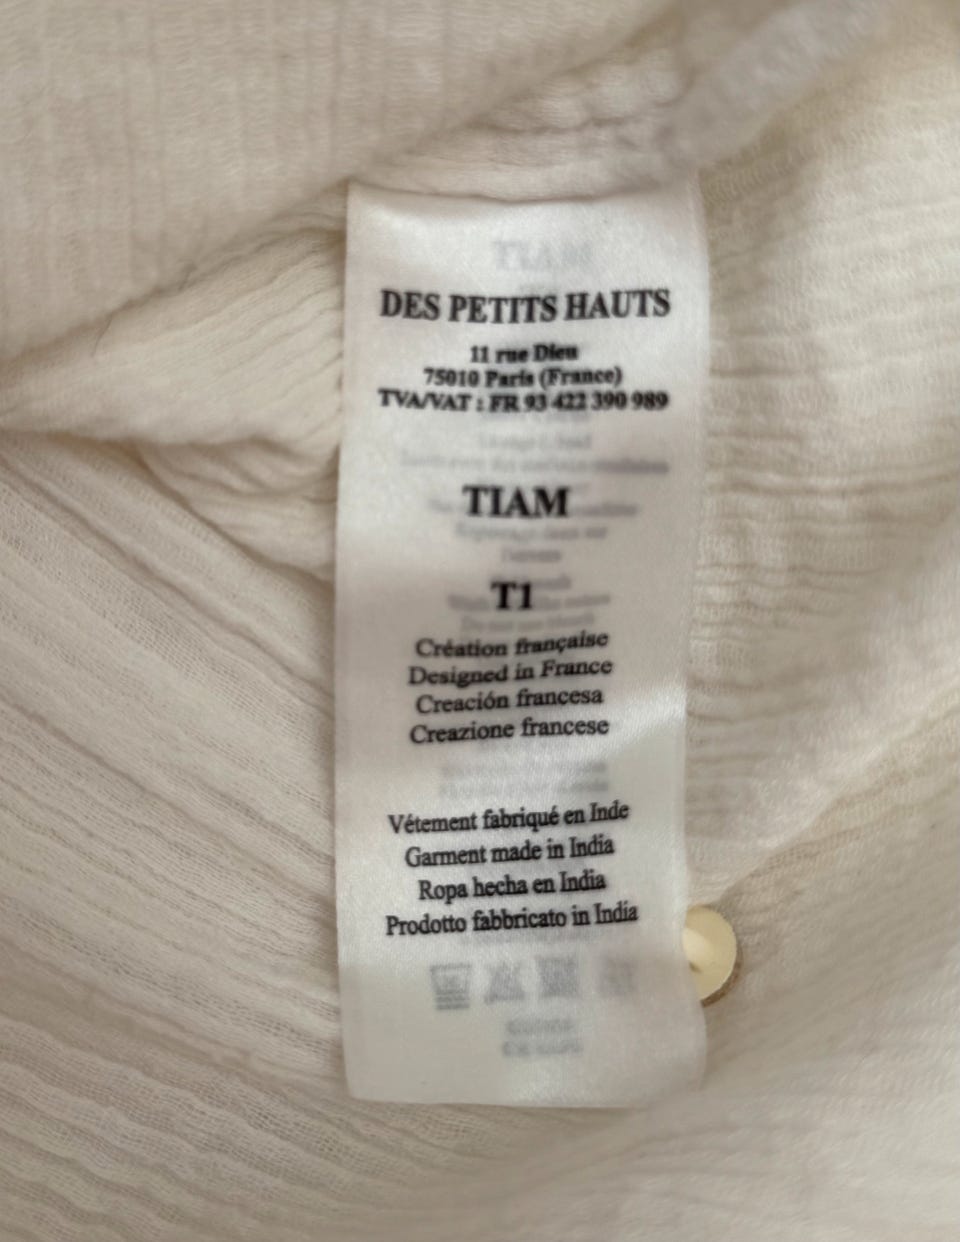 DES PETITS HAUTS
11 rue Dieu
75010 Paris (France)
TVA/VAT : FR 93 422 390 989
TIAM
T1
Création française
Designed in France
Creación francesa
Creazione francese
Vétement fabriqué en Inde
Garment made in India
Ropa hecha en India
Prodotto fabbricato in India